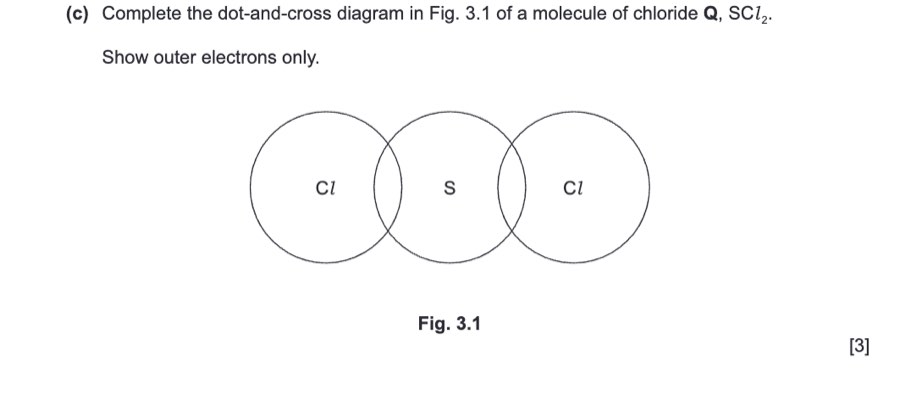 (c) Complete the dot-and-cross diagram in Fig. 3.1 of a molecule of chloride Q, SCl₂.
Show outer electrons only.
Cl S Cl
Fig. 3.1
[3]